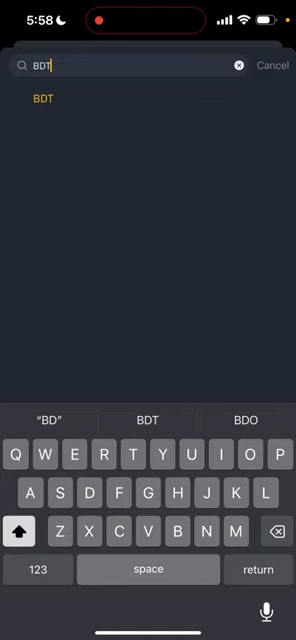 5:58
BDT
Cancel
BDT
“BD” BDT BDO
Q W E R T Y U I O P
A S D F G H J K L
Z X C V B N M
123 space return